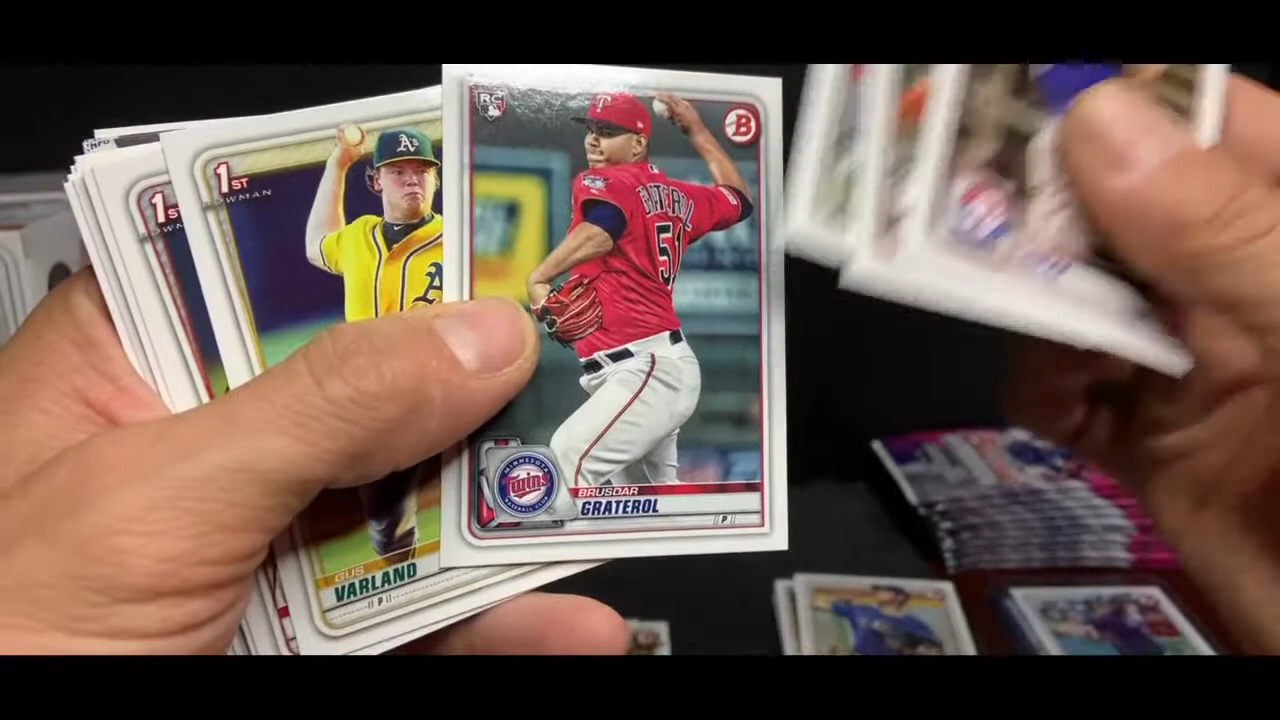 RC
T
B
GRATEROL
51
MINNESOTA
Twins
BASEBALL CLUB
BRUSDAR
GRATEROL
P
1ST
BOWMAN
A's
A
GUS
VARLAND
P
1ST